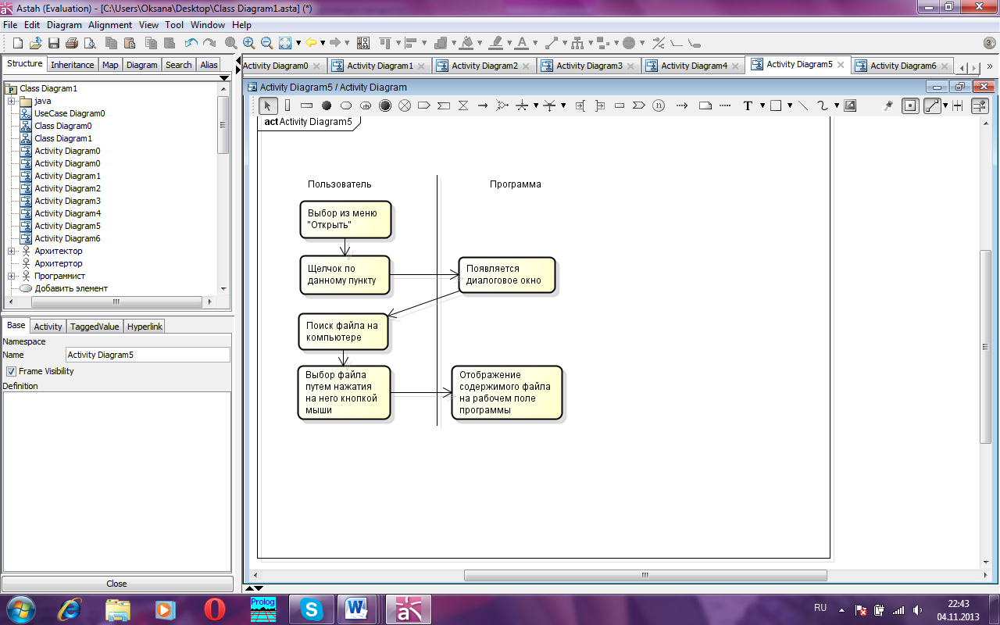 Astah (Evaluation) - [C:\Users\Oksana\Desktop\Class Diagram1.asta] (*)
File Edit Diagram Alignment View Tool Window Help
3
Structure Inheritance Map Diagram Search Alias
Activity Diagram0 Activity Diagram1 Activity Diagram2 Activity Diagram3 Activity Diagram4 Activity Diagram5 Activity Diagram6
Class Diagram1
java
UseCase Diagram0
Class Diagram0
Class Diagram1
Activity Diagram0
Activity Diagram0
Activity Diagram1
Activity Diagram2
Activity Diagram3
Activity Diagram4
Activity Diagram5
Activity Diagram6
Архитектор
Архитертор
Программист
Добавить элемент
Base Activity TaggedValue Hyperlink
Namespace
Name Activity Diagram5
Frame Visibility
Definition
Close
Activity Diagram5 / Activity Diagram
n T
act Activity Diagram5
Пользователь Программа
Выбор из меню
"Открыть"
Щелчок по
данному пункту
Появляется
диалоговое окно
Поиск файла на
компьютере
Выбор файла
путем нажатия
на него кнопкой
мыши
Отображение
содержимого файла
на рабочем поле
программы
Prolog
RU
22:43
04.11.2013